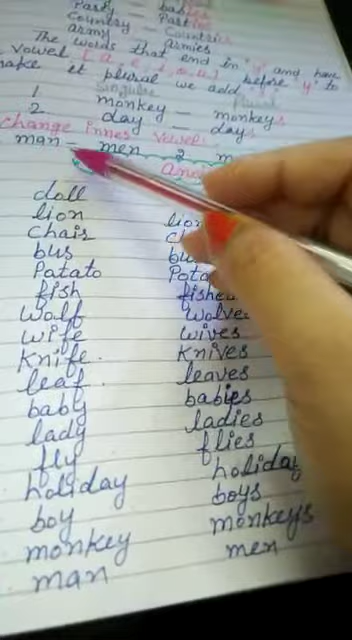 Party —
Country — Countries
army armies
The words that end in "y" and have
vowel [a, e, i, o, u] before 'y' to
make it plural we add 's'
Singular Plural
1 monkey — monkeys
2 day — days
Change inner vowel:
man — men 2 m
doll
lion lion
chair
bus
Patato
fish
Wolf
wife wives
Knife Knives
leaf leaves
baby babies
lady ladies
fly flies
holiday holiday
boy boys
monkey monkeys
man men